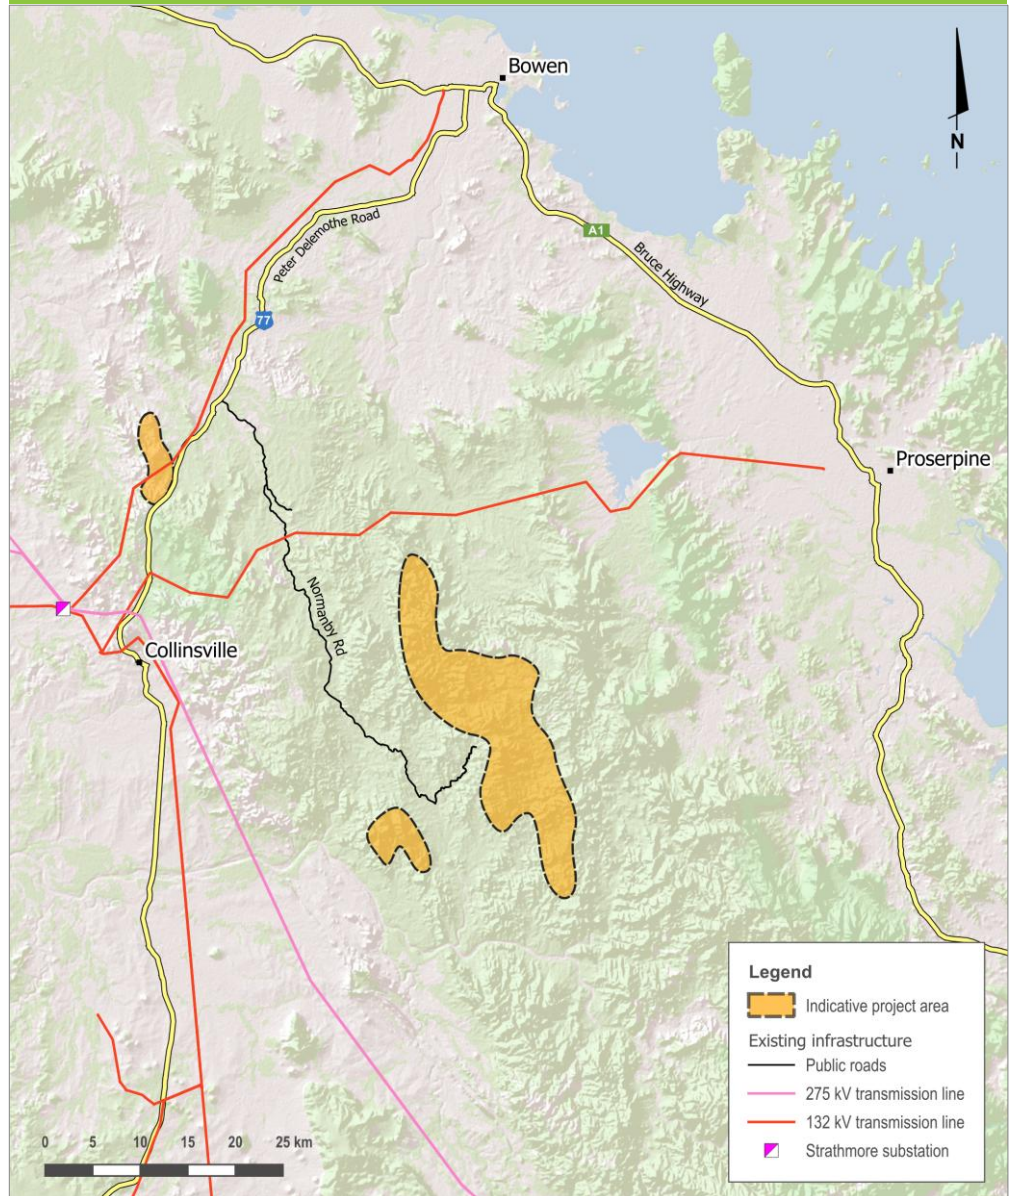 Bowen
N
Peter Delemothe Road
A1
Bruce Highway
77
Proserpine
Normanby Rd
Collinsville
Legend
Indicative project area
Existing infrastructure
Public roads
275 kV transmission line
132 kV transmission line
Strathmore substation
0 5 10 15 20 25 km